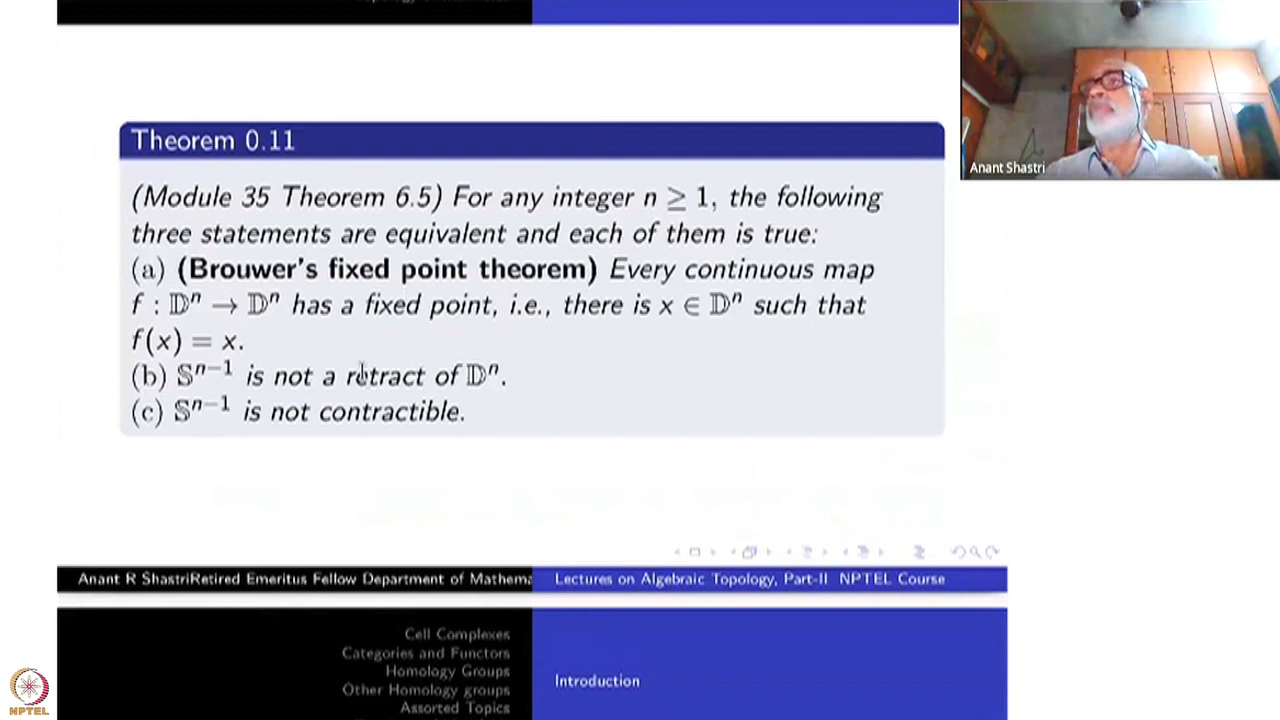 Anant Shastri
Theorem 0.11
(Module 35 Theorem 6.5) For any integer n ≥ 1, the following
three statements are equivalent and each of them is true:
(a) (Brouwer's fixed point theorem) Every continuous map
f : 𝔻ⁿ → 𝔻ⁿ has a fixed point, i.e., there is x ∈ 𝔻ⁿ such that
f(x) = x.
(b) 𝕊ⁿ⁻¹ is not a retract of 𝔻ⁿ.
(c) 𝕊ⁿ⁻¹ is not contractible.
Anant R ShastriRetired Emeritus Fellow Department of Mathema
Lectures on Algebraic Topology, Part-II NPTEL Course
Cell Complexes
Categories and Functors
Homology Groups
Other Homology groups
Assorted Topics
Introduction
NPTEL